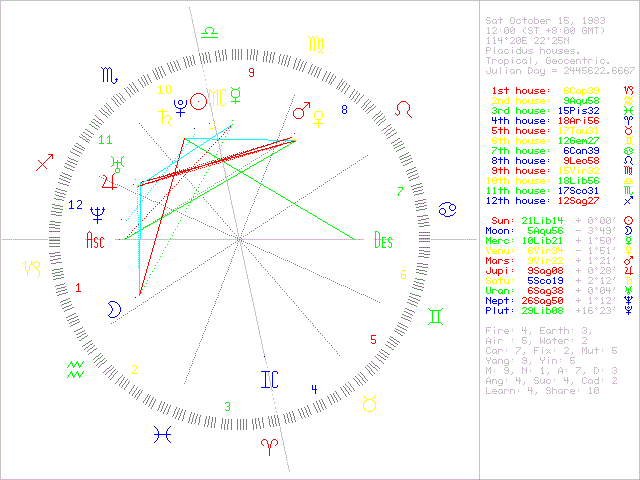 Sat October 15, 1983
12:00 (ST +8:00 GMT)
114°20E 22°25N
Placidus houses.
Tropical, Geocentric.
Julian Day = 2445622.6667
1st house: 8Cap39
2nd house: 9Aqu58
3rd house: 15Pis32
4th house: 18Ari56
5th house: 17Tau31
6th house: 12Gem27
7th house: 6Can39
8th house: 9Leo58
9th house: 15Vir32
10th house: 18Lib56
11th house: 17Sco31
12th house: 12Sag27
Sun: 21Lib14 + 0°00'
Moon: 5Aqu56 - 3°49'
Merc: 10Lib21 + 1°50'
Venu: 6Vir34 - 1°51'
Mars: 9Vir22 + 1°21'
Jupi: 9Sag08 + 0°28'
Satu: 5Sco19 + 2°12'
Uran: 6Sag38 + 0°04'
Nept: 26Sag50 + 1°12'
Plut: 29Lib08 +16°23'
Fire: 4, Earth: 3,
Air : 5, Water: 2
Car: 7, Fix: 2, Mut: 5
Yang: 9, Yin: 5
M: 9, N: 1, A: 7, D: 3
Ang: 4, Suc: 4, Cad: 2
Learn: 4, Share: 10
10
9
MC
8
11
7
12
Asc
Des
1
6
2
5
IC
4
3